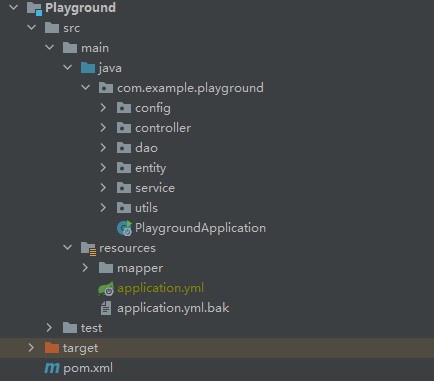 Playground
src
main
java
com.example.playground
config
controller
dao
entity
service
utils
PlaygroundApplication
resources
mapper
application.yml
application.yml.bak
test
target
pom.xml